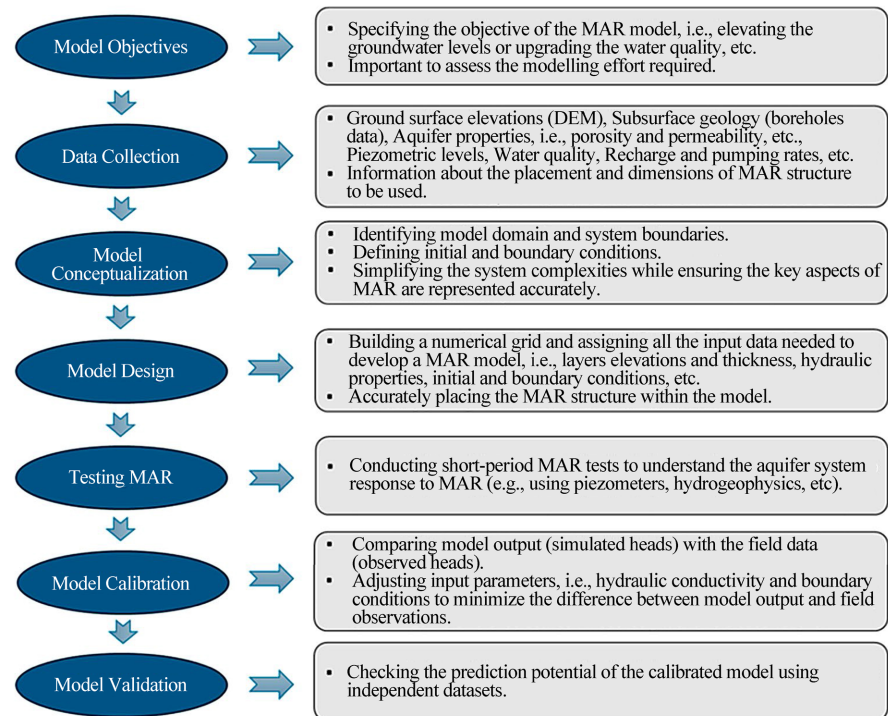 Model Objectives
• Specifying the objective of the MAR model, i.e., elevating the
groundwater levels or upgrading the water quality, etc.
• Important to assess the modelling effort required.
Data Collection
• Ground surface elevations (DEM), Subsurface geology (boreholes
data), Aquifer properties, i.e., porosity and permeability, etc.,
Piezometric levels, Water quality, Recharge and pumping rates, etc.
• Information about the placement and dimensions of MAR structure
to be used.
Model
Conceptualization
• Identifying model domain and system boundaries.
• Defining initial and boundary conditions.
• Simplifying the system complexities while ensuring the key aspects of
MAR are represented accurately.
Model Design
• Building a numerical grid and assigning all the input data needed to
develop a MAR model, i.e., layers elevations and thickness, hydraulic
properties, initial and boundary conditions, etc.
• Accurately placing the MAR structure within the model.
Testing MAR
• Conducting short-period MAR tests to understand the aquifer system
response to MAR (e.g., using piezometers, hydrogeophysics, etc).
Model Calibration
• Comparing model output (simulated heads) with the field data
(observed heads).
• Adjusting input parameters, i.e., hydraulic conductivity and boundary
conditions to minimize the difference between model output and field
observations.
Model Validation
• Checking the prediction potential of the calibrated model using
independent datasets.